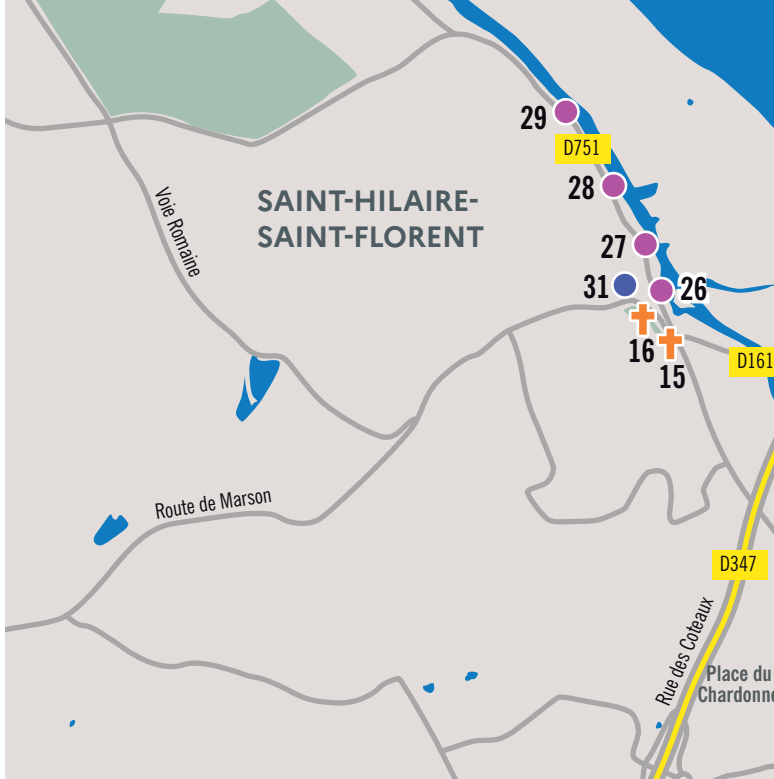 29
D751
28
Voie Romaine
SAINT-HILAIRE-
SAINT-FLORENT
27
31
26
16
15
D161
Route de Marson
D347
Rue des Coteaux
Place du
Chardonne